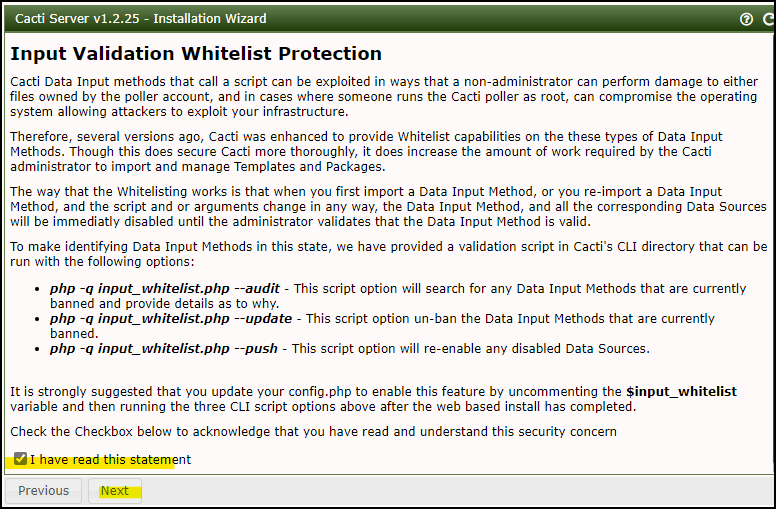 Cacti Server v1.2.25 - Installation Wizard
Input Validation Whitelist Protection
Cacti Data Input methods that call a script can be exploited in ways that a non-administrator can perform damage to either
files owned by the poller account, and in cases where someone runs the Cacti poller as root, can compromise the operating
system allowing attackers to exploit your infrastructure.
Therefore, several versions ago, Cacti was enhanced to provide Whitelist capabilities on the these types of Data Input
Methods. Though this does secure Cacti more thoroughly, it does increase the amount of work required by the Cacti
administrator to import and manage Templates and Packages.
The way that the Whitelisting works is that when you first import a Data Input Method, or you re-import a Data Input
Method, and the script and or arguments change in any way, the Data Input Method, and all the corresponding Data Sources
will be immediatly disabled until the administrator validates that the Data Input Method is valid.
To make identifying Data Input Methods in this state, we have provided a validation script in Cacti's CLI directory that can be
run with the following options:
• php -q input_whitelist.php --audit - This script option will search for any Data Input Methods that are currently
banned and provide details as to why.
• php -q input_whitelist.php --update - This script option un-ban the Data Input Methods that are currently
banned.
• php -q input_whitelist.php --push - This script option will re-enable any disabled Data Sources.
It is strongly suggested that you update your config.php to enable this feature by uncommenting the $input_whitelist
variable and then running the three CLI script options above after the web based install has completed.
Check the Checkbox below to acknowledge that you have read and understand this security concern
I have read this statement
Previous Next